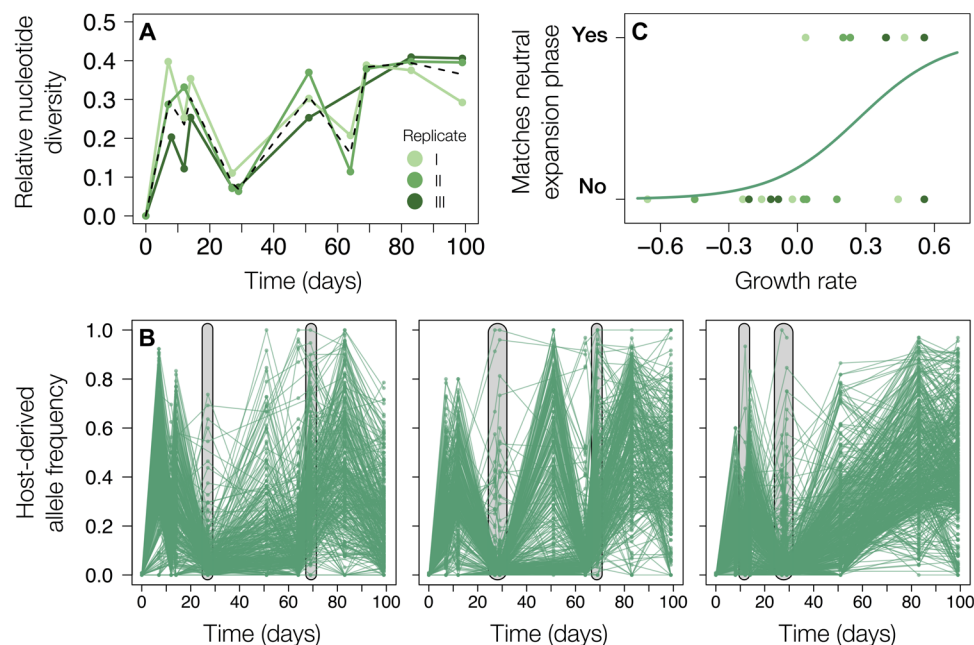 A
Relative nucleotide
diversity
0.5
0.4
0.3
0.2
0.1
0.0
0 20 40 60 80 100
Time (days)
Replicate
I
II
III
C
Matches neutral
expansion phase
Yes
No
−0.6 −0.3 0.0 0.3 0.6
Growth rate
B
Host-derived
allele frequency
1.0
0.8
0.6
0.4
0.2
0.0
0 20 40 60 80 100
0 20 40 60 80 100
0 20 40 60 80 100
Time (days)
Time (days)
Time (days)